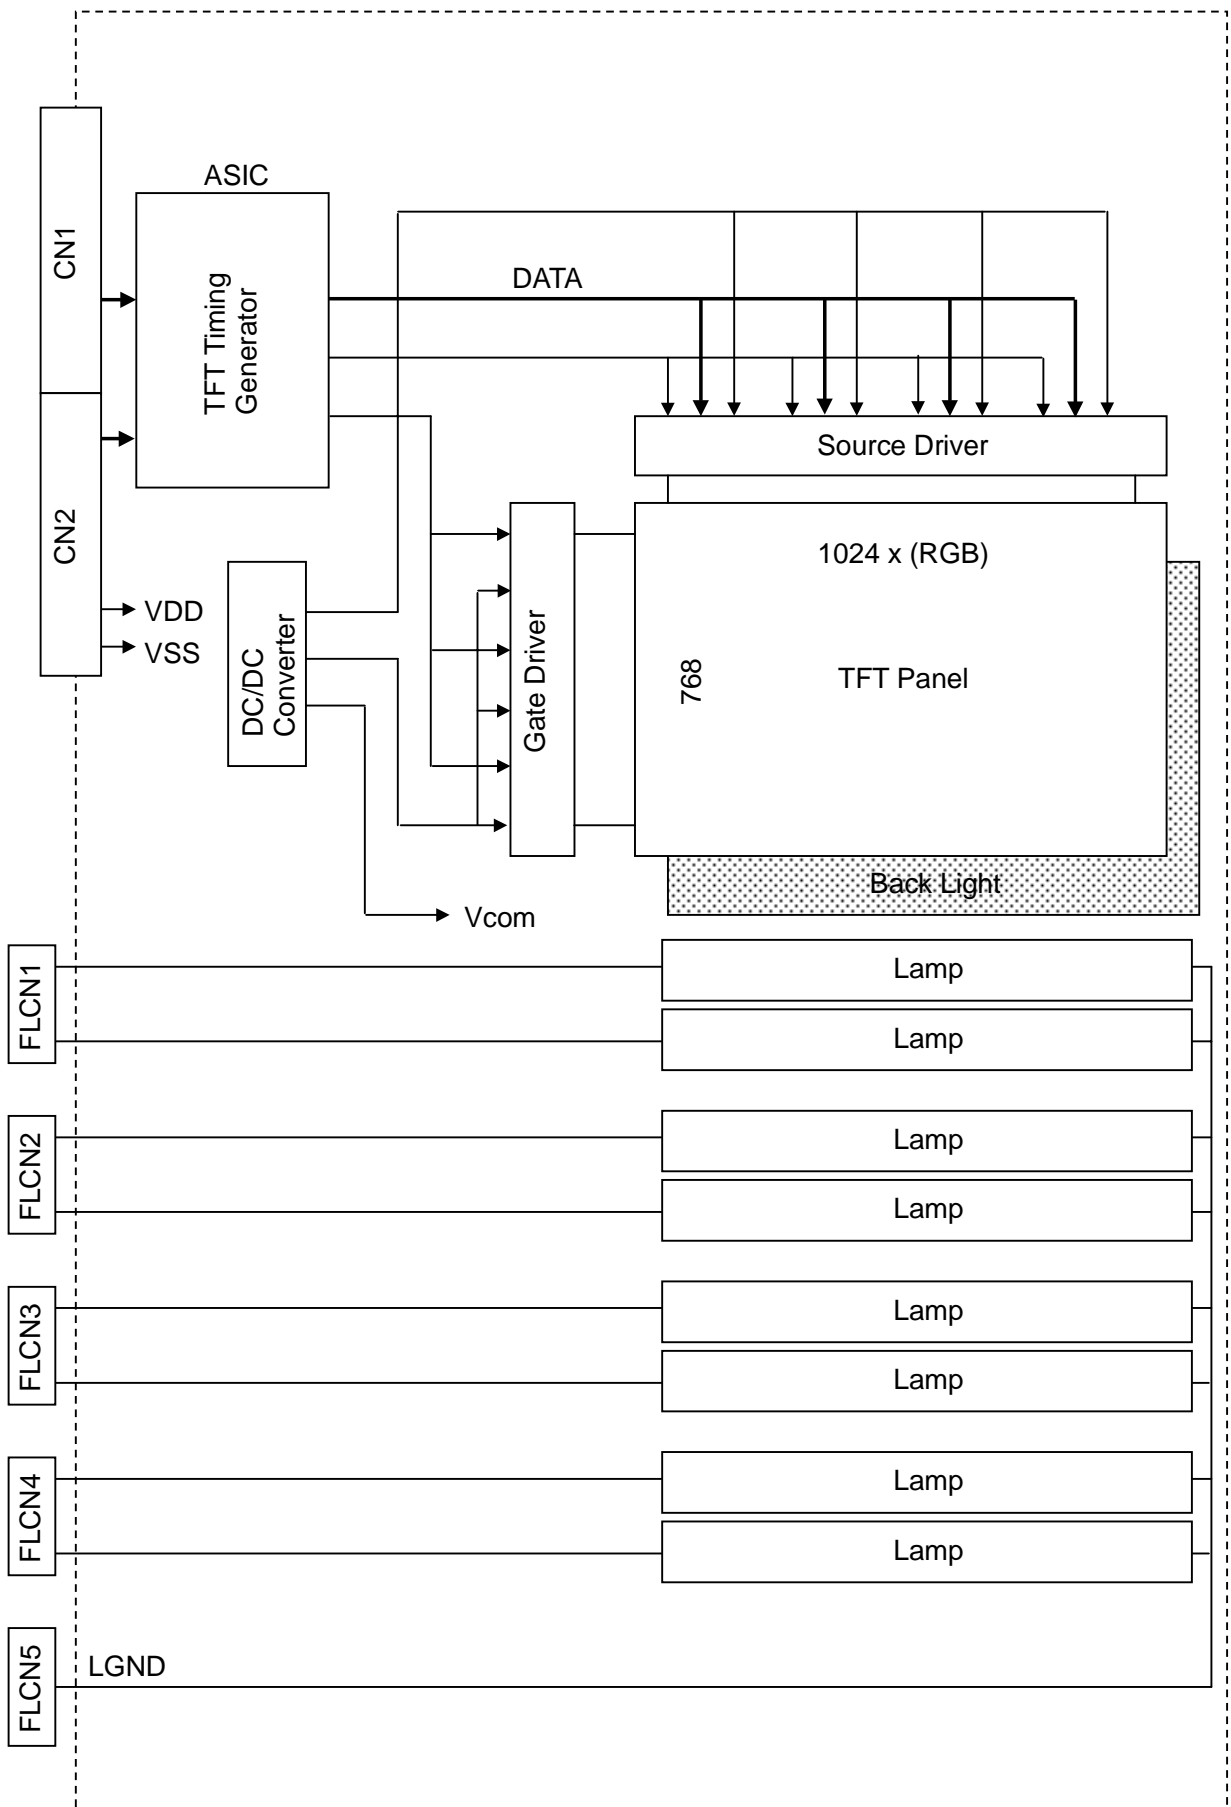 ASIC
CN1
TFT Timing
Generator
DATA
Source Driver
CN2
VDD
VSS
DC/DC
Converter
Gate Driver
1024 x (RGB)
768
TFT Panel
Back Light
Vcom
FLCN1
Lamp
Lamp
FLCN2
Lamp
Lamp
FLCN3
Lamp
Lamp
FLCN4
Lamp
Lamp
FLCN5
LGND